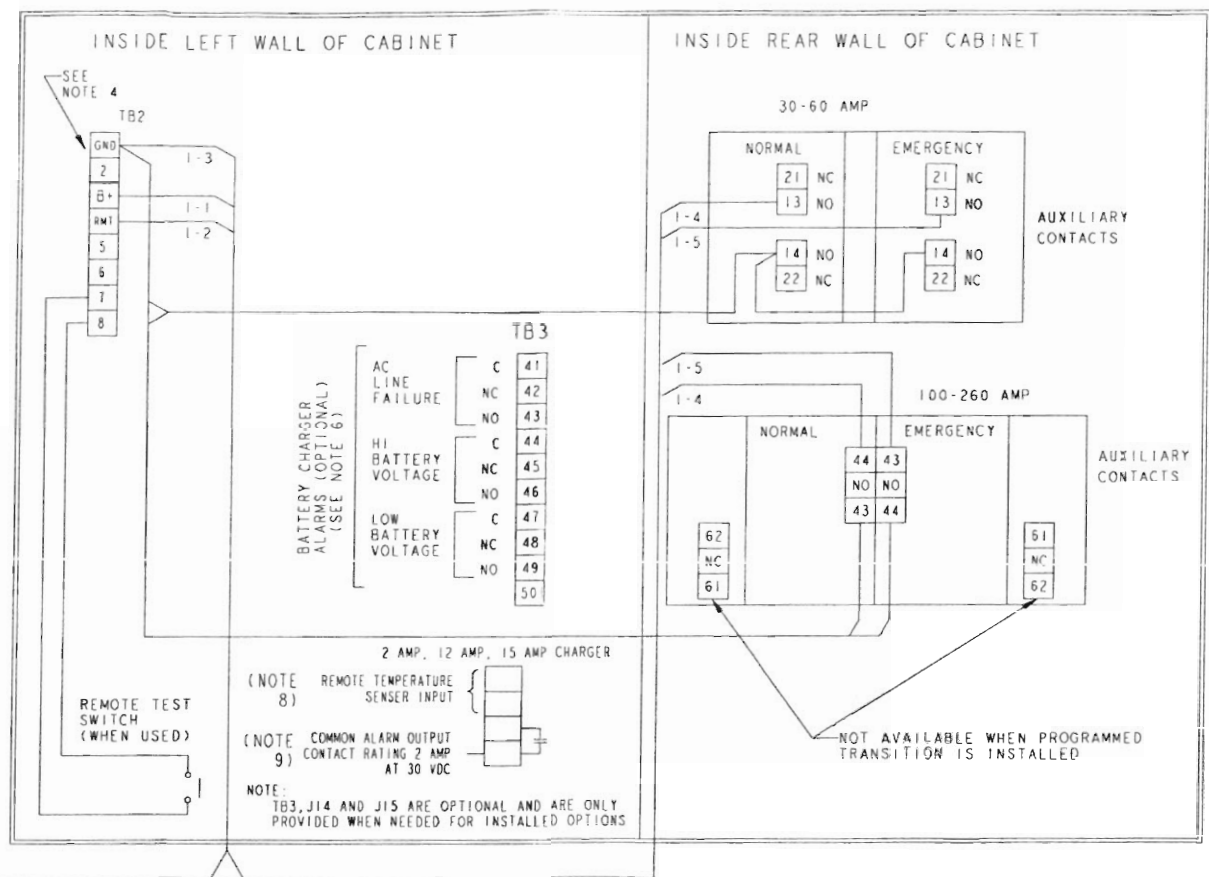 INSIDE LEFT WALL OF CABINET
SEE
NOTE 4
TB2
GND
2
B+
RMT
5
6
7
8
1-3
1-1
1-2
TB3
BATTERY CHARGER
ALARMS (OPTIONAL)
(SEE NOTE 6)
AC
LINE
FAILURE
C 41
NC 42
NO 43
HI
BATTERY
VOLTAGE
C 44
NC 45
NO 46
LOW
BATTERY
VOLTAGE
C 47
NC 48
NO 49
50
2 AMP, 12 AMP, 15 AMP CHARGER
(NOTE
8)
REMOTE TEMPERATURE
SENSER INPUT
(NOTE
9)
COMMON ALARM OUTPUT
CONTACT RATING 2 AMP
AT 30 VDC
REMOTE TEST
SWITCH
(WHEN USED)
NOTE:
TB3, J14 AND J15 ARE OPTIONAL AND ARE ONLY
PROVIDED WHEN NEEDED FOR INSTALLED OPTIONS
INSIDE REAR WALL OF CABINET
30-60 AMP
NORMAL
21 NC
13 NO
14 NO
22 NC
EMERGENCY
21 NC
13 NO
14 NO
22 NC
1-4
1-5
AUXILIARY
CONTACTS
1-5
1-4
100-260 AMP
NORMAL
EMERGENCY
44 43
NO NO
43 44
62
NC
61
61
NC
62
AUXILIARY
CONTACTS
NOT AVAILABLE WHEN PROGRAMMED
TRANSITION IS INSTALLED